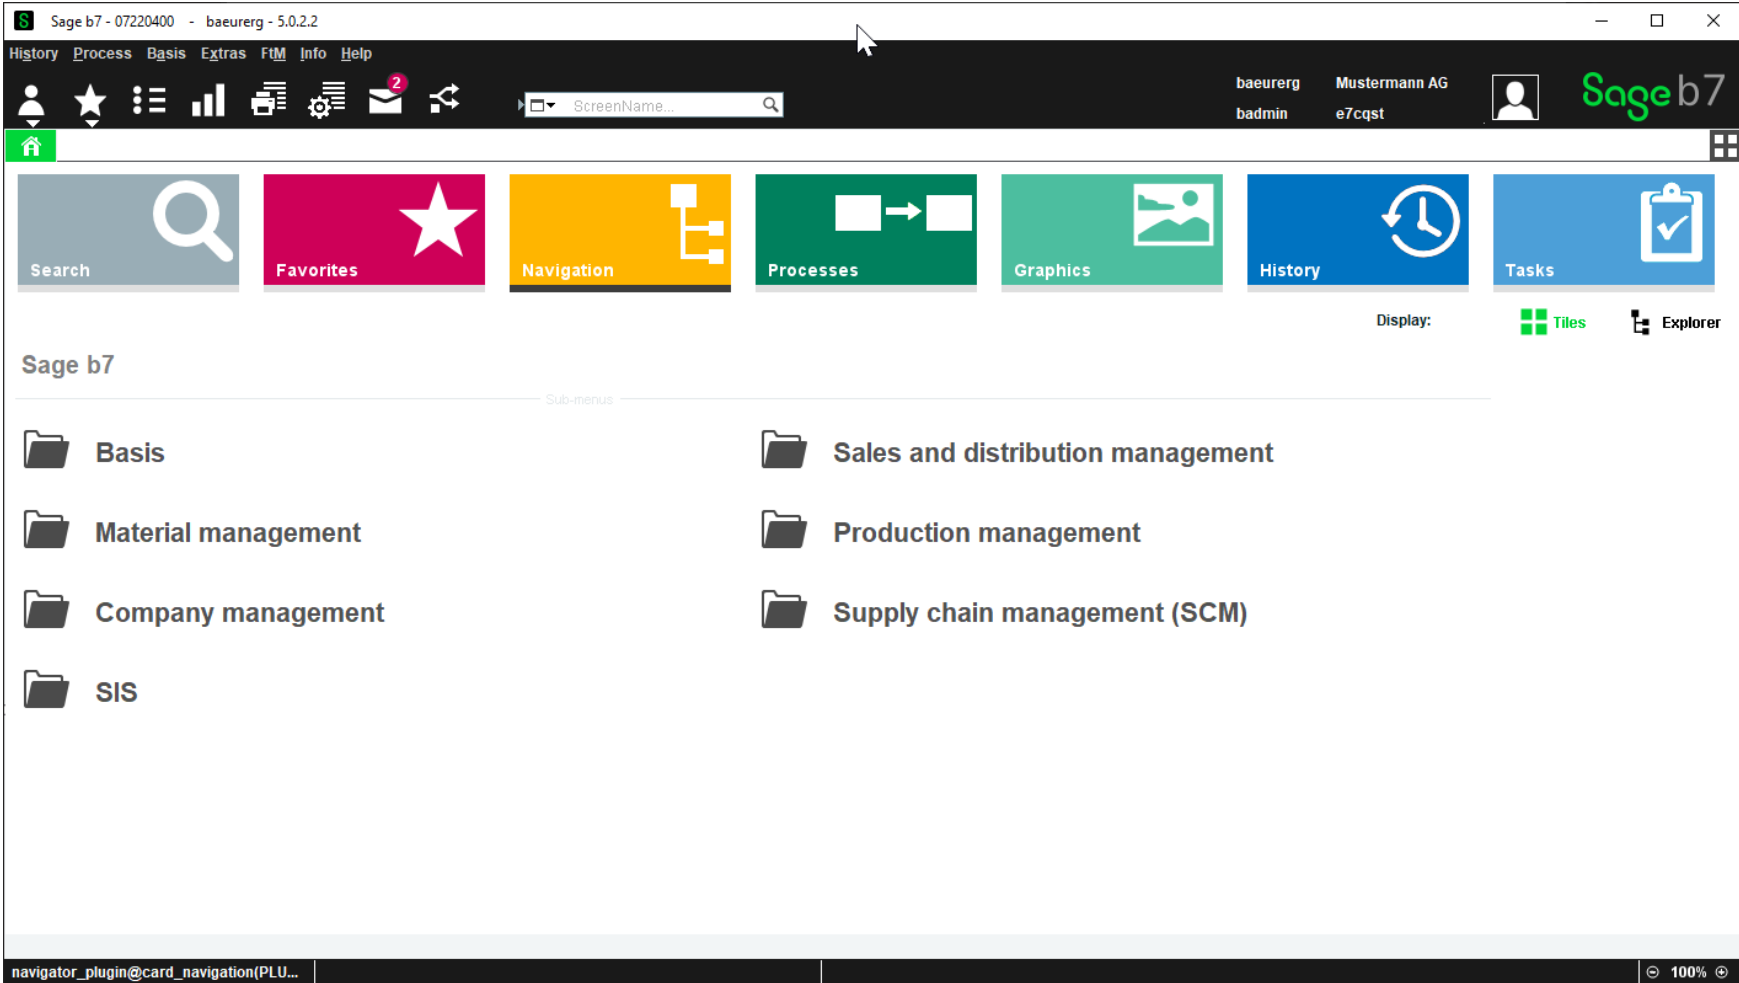 Sage b7 - 07220400 - baeurerg - 5.0.2.2
History Process Basis Extras FtM Info Help
2
ScreenName...
baeurerg Mustermann AG
badmin e7cqst
Sage b7
Search Favorites Navigation Processes Graphics History Tasks
Display: Tiles Explorer
Sage b7
Sub-menus
Basis
Sales and distribution management
Material management
Production management
Company management
Supply chain management (SCM)
SIS
navigator_plugin@card_navigation(PLU...
100%